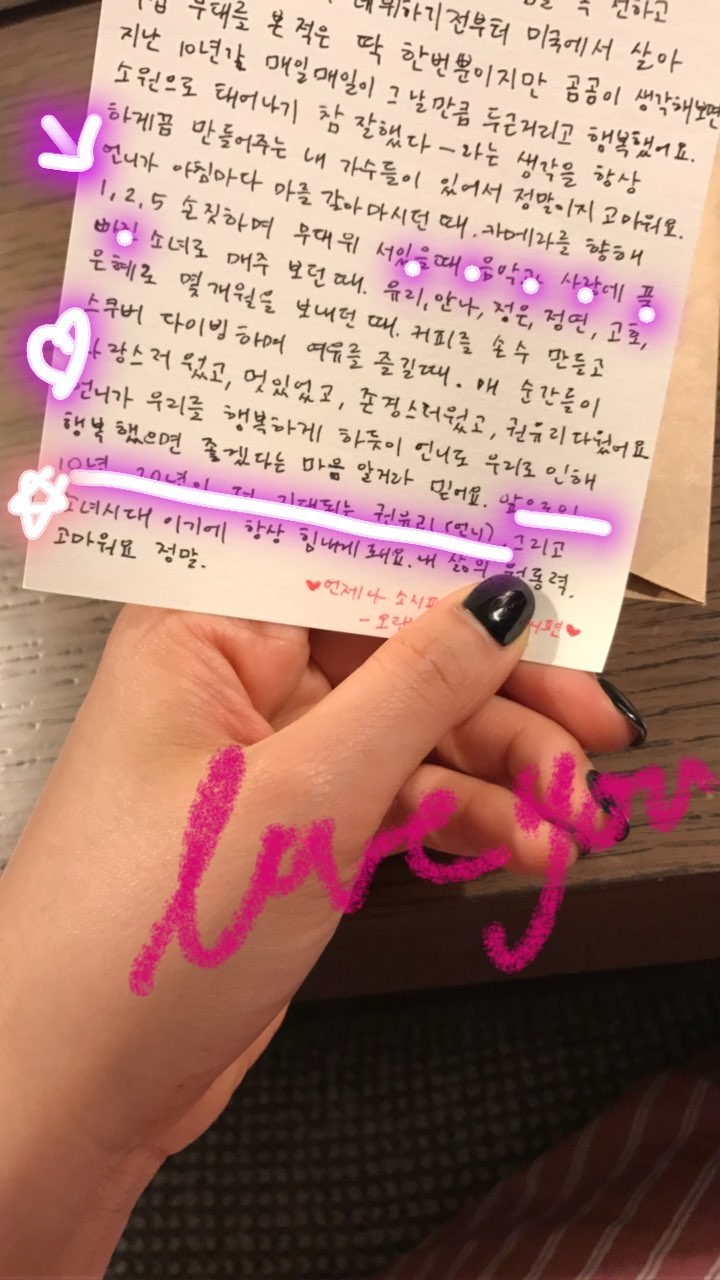 데뷔하기전부터 미국에서 살아
무대를 본 적은 딱 한번뿐이지만 곰곰이 생각해보면
지난 10년간 매일매일이 그날만큼 두근거리고 행복했어요.
소원으로 태어나기 참 잘했다 – 라는 생각을 항상
하게끔 만들어주는 내 가수들이 있어서 정말이지 고마워요.
언니가 아침마다 마를 갈아마시던 때. 카메라를 향해
1, 2, 5 손짓하며 무대위 서있을때. 음악과 사랑에 푹
빠진 소녀로 매주 보던 때. 유리, 안나, 정은, 정연, 고호,
은혜로 몇개월을 보내던 때. 커피를 손수 만들고
스쿠버 다이빙하며 여유를 즐길때. 매 순간들이
사랑스러웠고, 멋있었고, 존경스러웠고, 권유리다웠어요
언니가 우리를 행복하게 하듯이 언니도 우리로 인해
행복했으면 좋겠다는 마음 알거라 믿어요. 앞으로의
10년, 20년이 더 기대되는 권유리 (언니). 그리고
소녀시대 이기에 항상 힘내게 돼요. 내 삶의 원동력.
고마워요 정말.
♥언제나 소시
편♥
love you